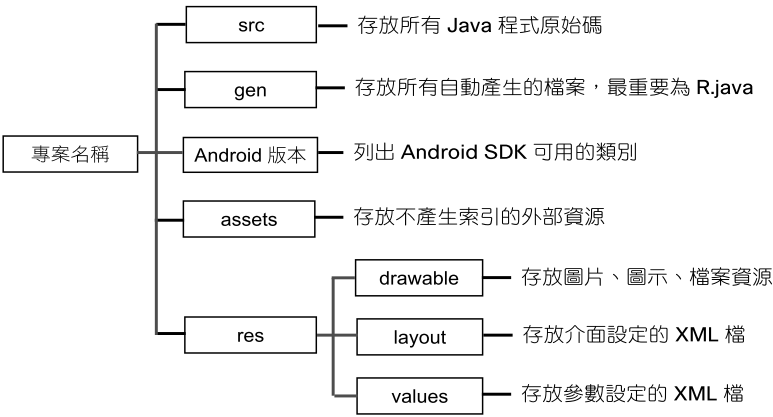 src 存放所有 Java 程式原始碼
gen 存放所有自動產生的檔案，最重要為 R.java
專案名稱
Android 版本 列出 Android SDK 可用的類別
assets 存放不產生索引的外部資源
drawable 存放圖片、圖示、檔案資源
res
layout 存放介面設定的 XML 檔
values 存放參數設定的 XML 檔